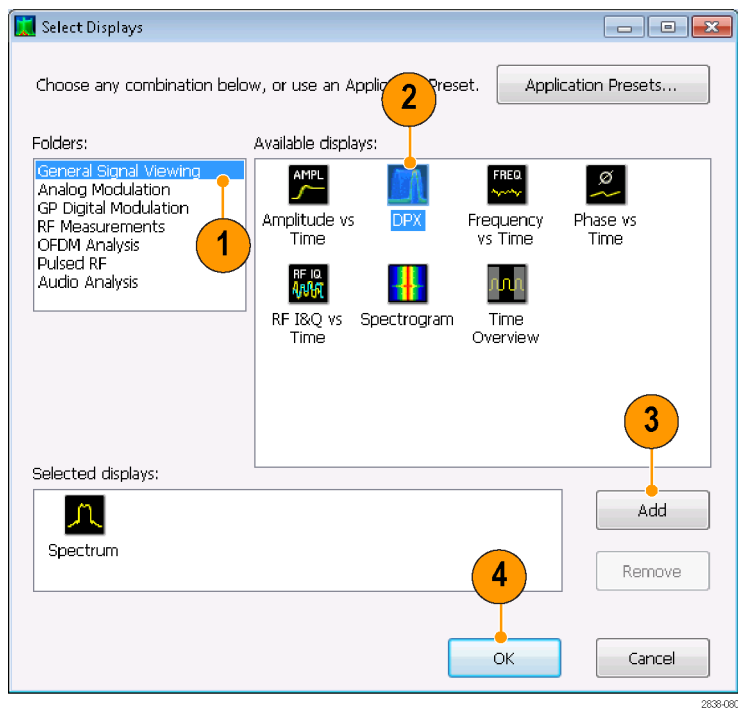 Select Displays
Choose any combination below, or use an Application Preset.
Application Presets...
2
Folders:
Available displays:
General Signal Viewing
Analog Modulation
GP Digital Modulation
RF Measurements
OFDM Analysis
Pulsed RF
Audio Analysis
1
AMPL
Amplitude vs
Time
DPX
FREQ
Frequency
vs Time
Ø
Phase vs
Time
RF IQ
RF I&Q vs
Time
Spectrogram
Time
Overview
3
Selected displays:
Spectrum
Add
Remove
4
OK
Cancel
2838-080